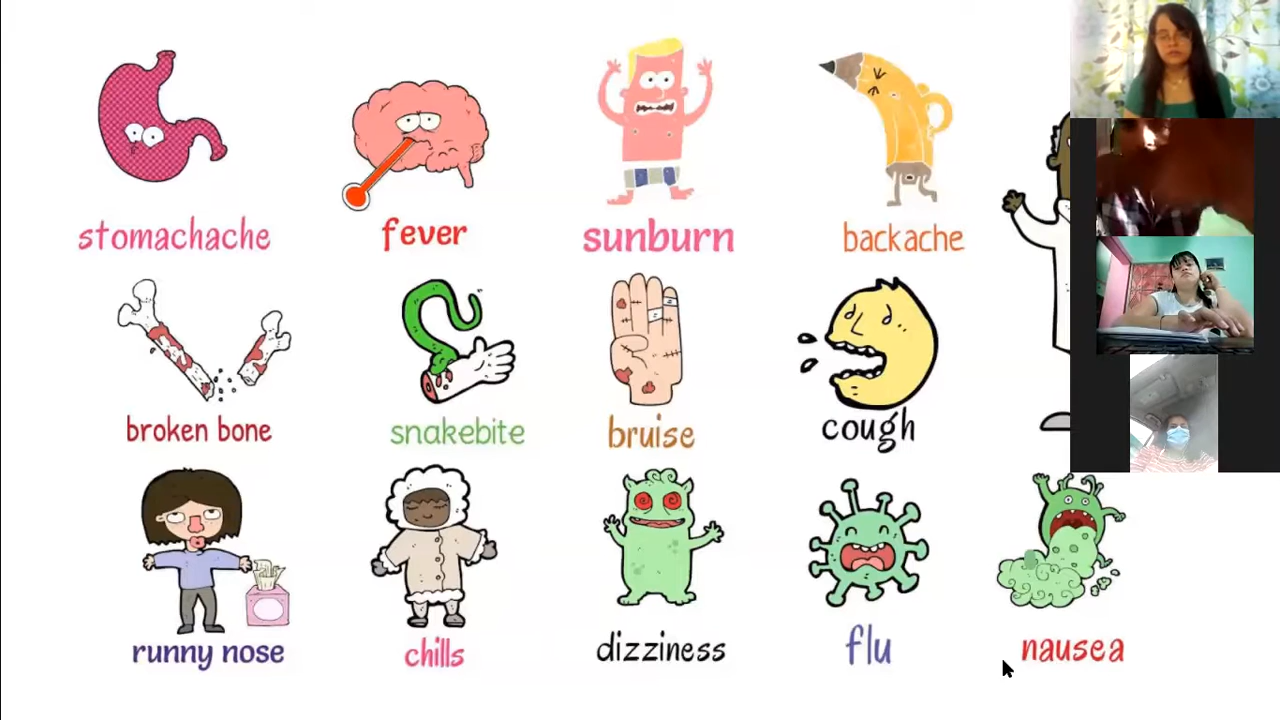 stomachache
fever
sunburn
backache
broken bone
snakebite
bruise
cough
runny nose
chills
dizziness
flu
nausea